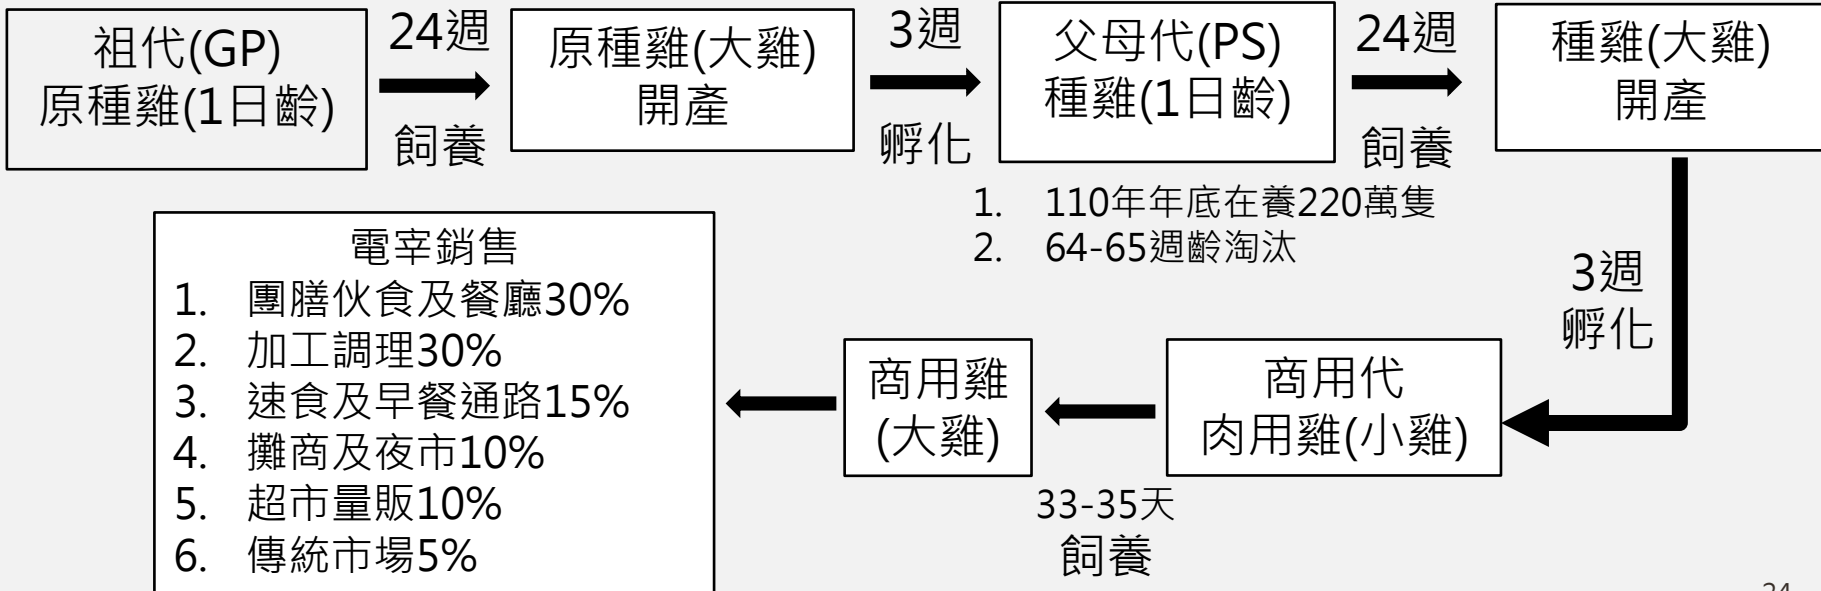 祖代(GP)
原種雞(1日齡)
24週
飼養
原種雞(大雞)
開產
3週
孵化
父母代(PS)
種雞(1日齡)
24週
飼養
種雞(大雞)
開產
1. 110年年底在養220萬隻
2. 64-65週齡淘汰
3週
孵化
商用代
肉用雞(小雞)
33-35天
飼養
商用雞
(大雞)
電宰銷售
1. 團膳伙食及餐廳30%
2. 加工調理30%
3. 速食及早餐通路15%
4. 攤商及夜市10%
5. 超市量販10%
6. 傳統市場5%
24